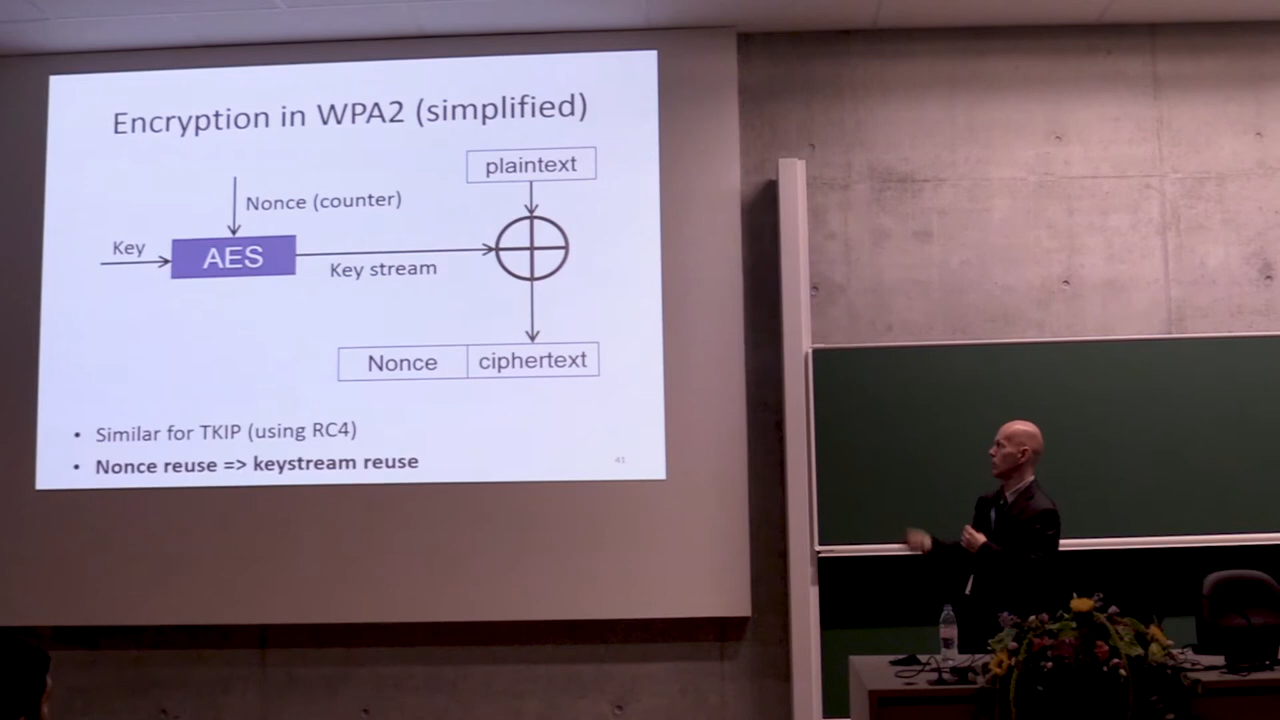 Encryption in WPA2 (simplified)
plaintext
Nonce (counter)
Key
AES
Key stream
Nonce
ciphertext
• Similar for TKIP (using RC4)
• Nonce reuse => keystream reuse
41